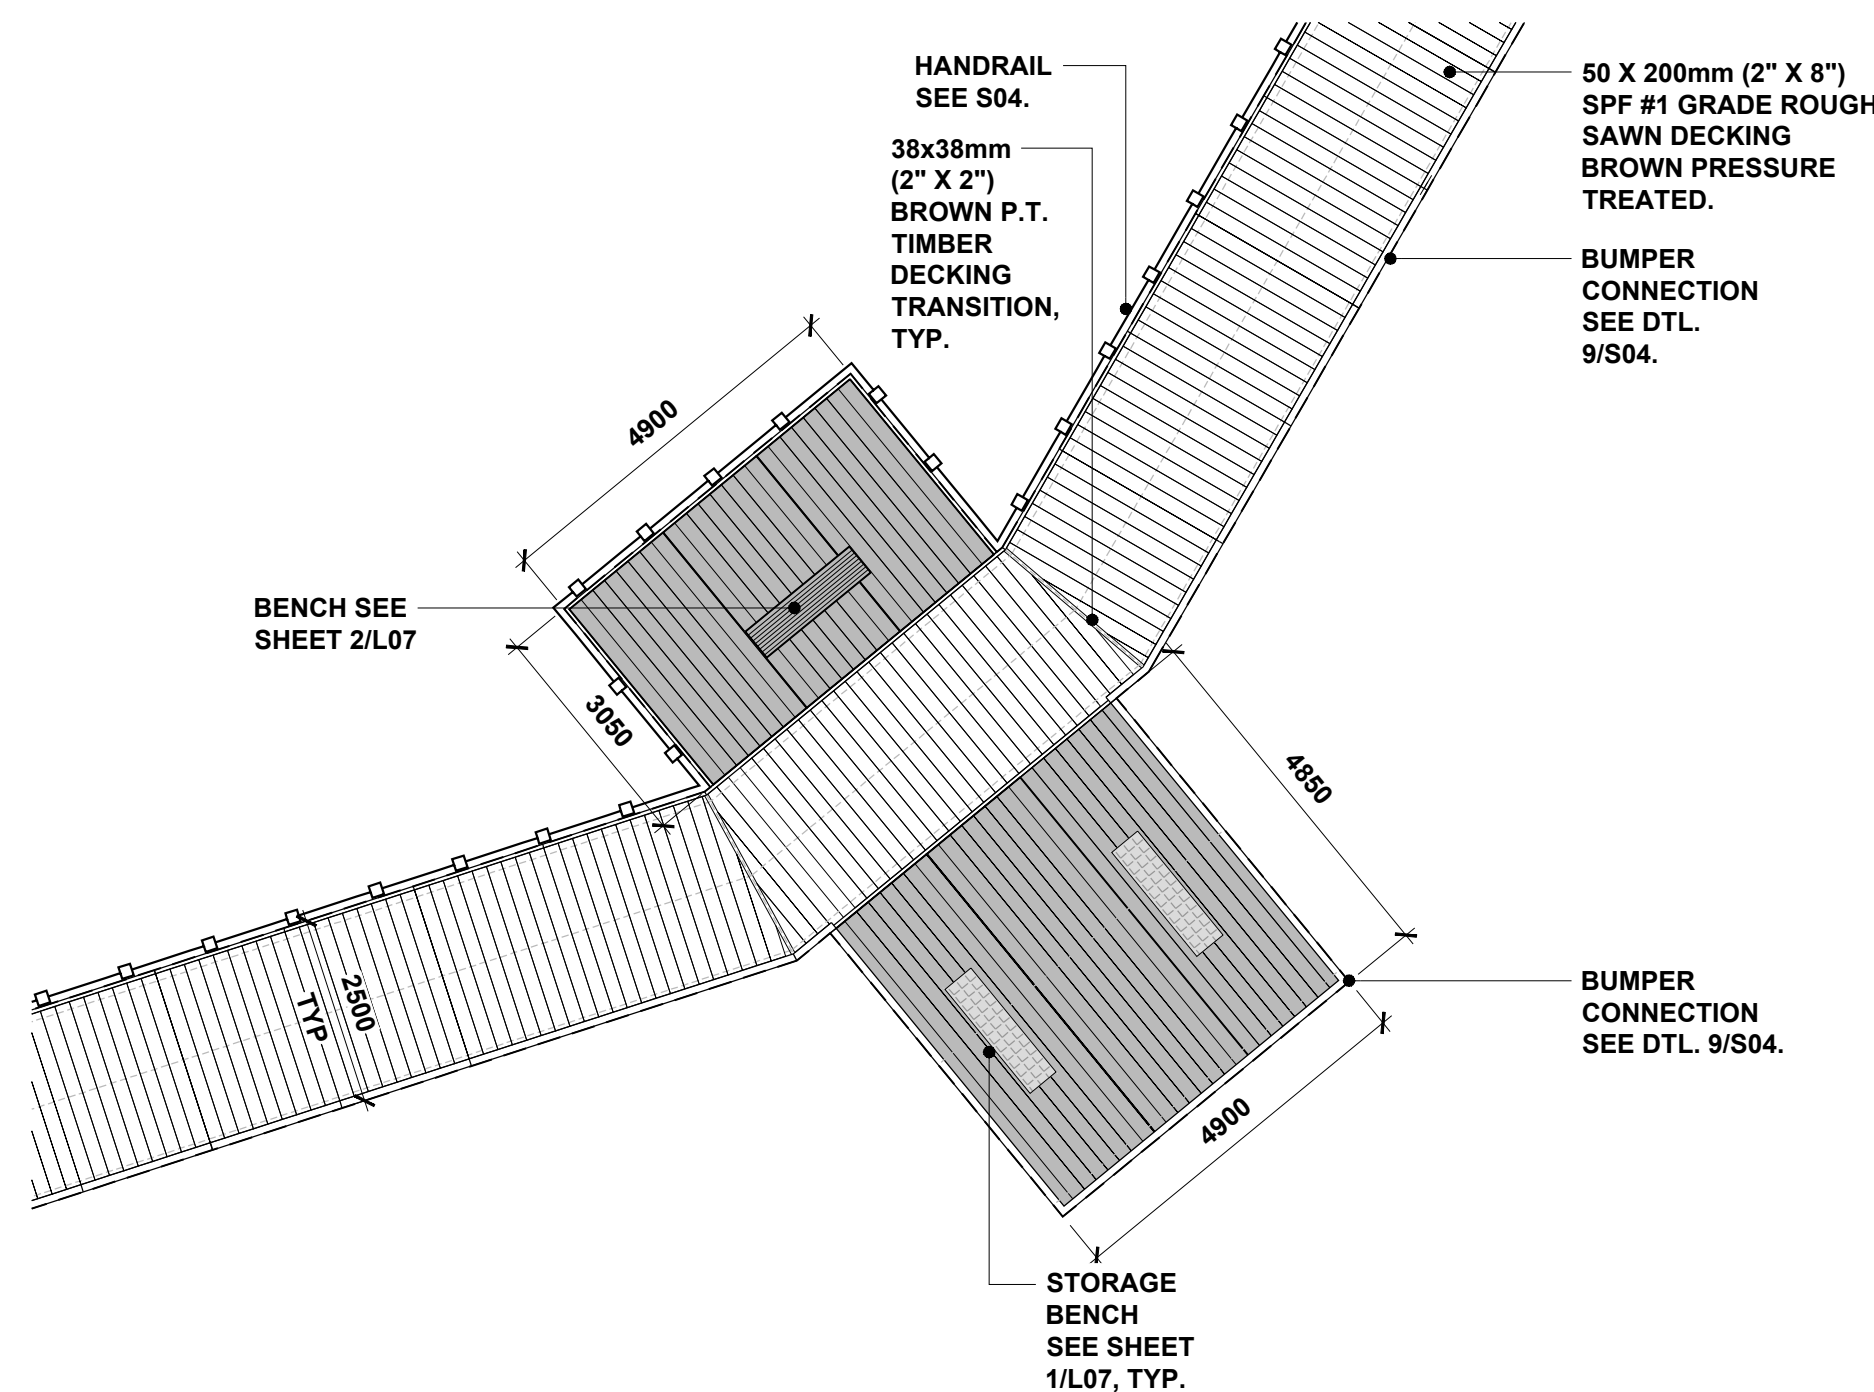 HANDRAIL
SEE S04.
38x38mm
(2" X 2")
BROWN P.T.
TIMBER
DECKING
TRANSITION,
TYP.
50 X 200mm (2" X 8")
SPF #1 GRADE ROUGH
SAWN DECKING
BROWN PRESSURE
TREATED.
BUMPER
CONNECTION
SEE DTL.
9/S04.
4900
BENCH SEE
SHEET 2/L07
3050
4850
2500
TYP
BUMPER
CONNECTION
SEE DTL. 9/S04.
4900
STORAGE
BENCH
SEE SHEET
1/L07, TYP.